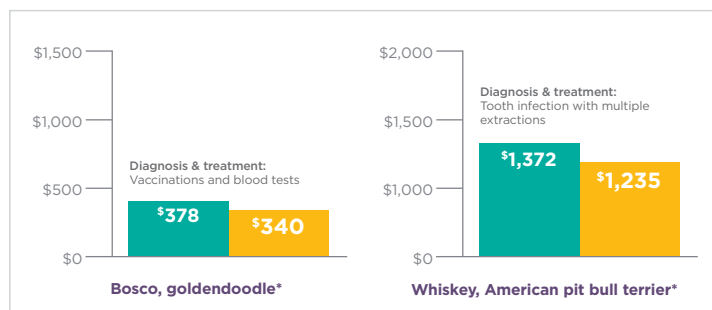 $1,500
$1,000
$500
$0
Diagnosis & treatment:
Vaccinations and blood tests
$378
$340
Bosco, goldendoodle*
$2,000
$1,500
$1,000
$0
Diagnosis & treatment:
Tooth infection with multiple
extractions
$1,372
$1,235
Whiskey, American pit bull terrier*